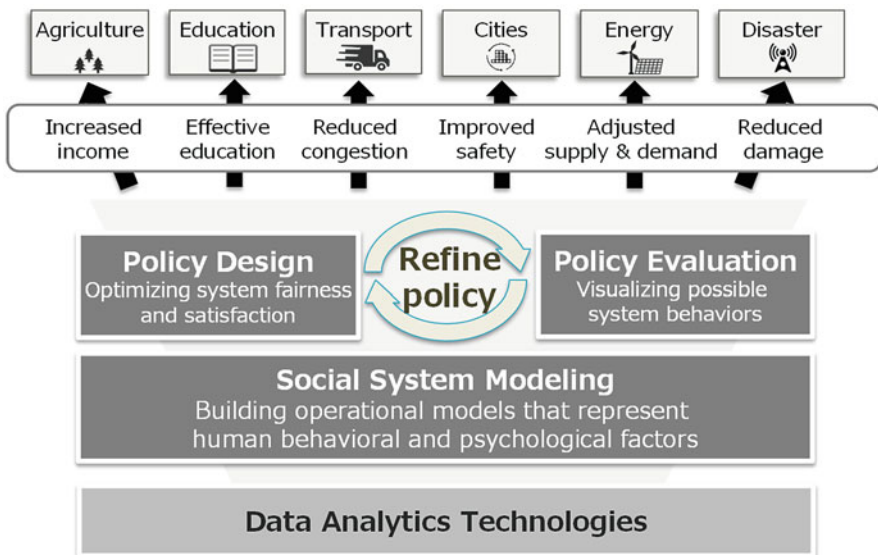 Agriculture
Education
Transport
Cities
Energy
Disaster
Increased
income
Effective
education
Reduced
congestion
Improved
safety
Adjusted
supply & demand
Reduced
damage
Policy Design
Optimizing system fairness
and satisfaction
Refine
policy
Policy Evaluation
Visualizing possible
system behaviors
Social System Modeling
Building operational models that represent
human behavioral and psychological factors
Data Analytics Technologies